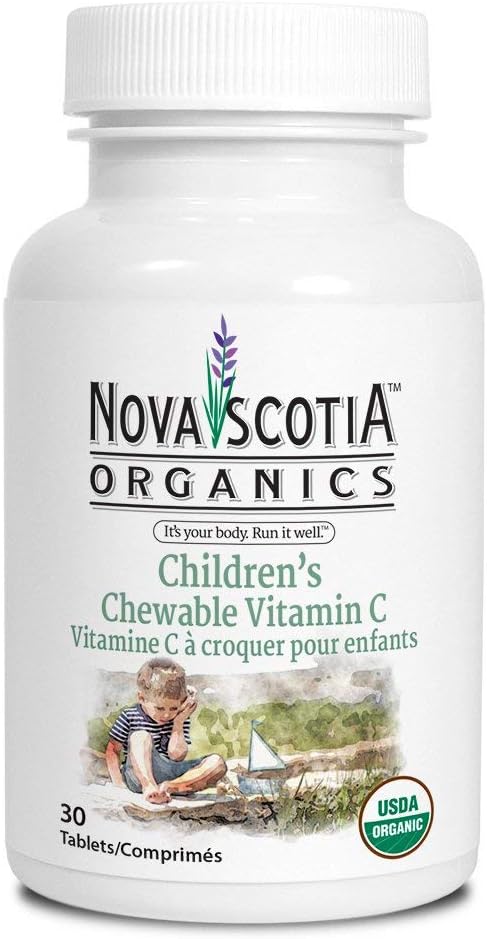 NOVA SCOTIA™
ORGANICS
It's your body. Run it well.™
Children's
Chewable Vitamin C
Vitamine C à croquer pour enfants
30
Tablets/Comprimés
USDA
ORGANIC